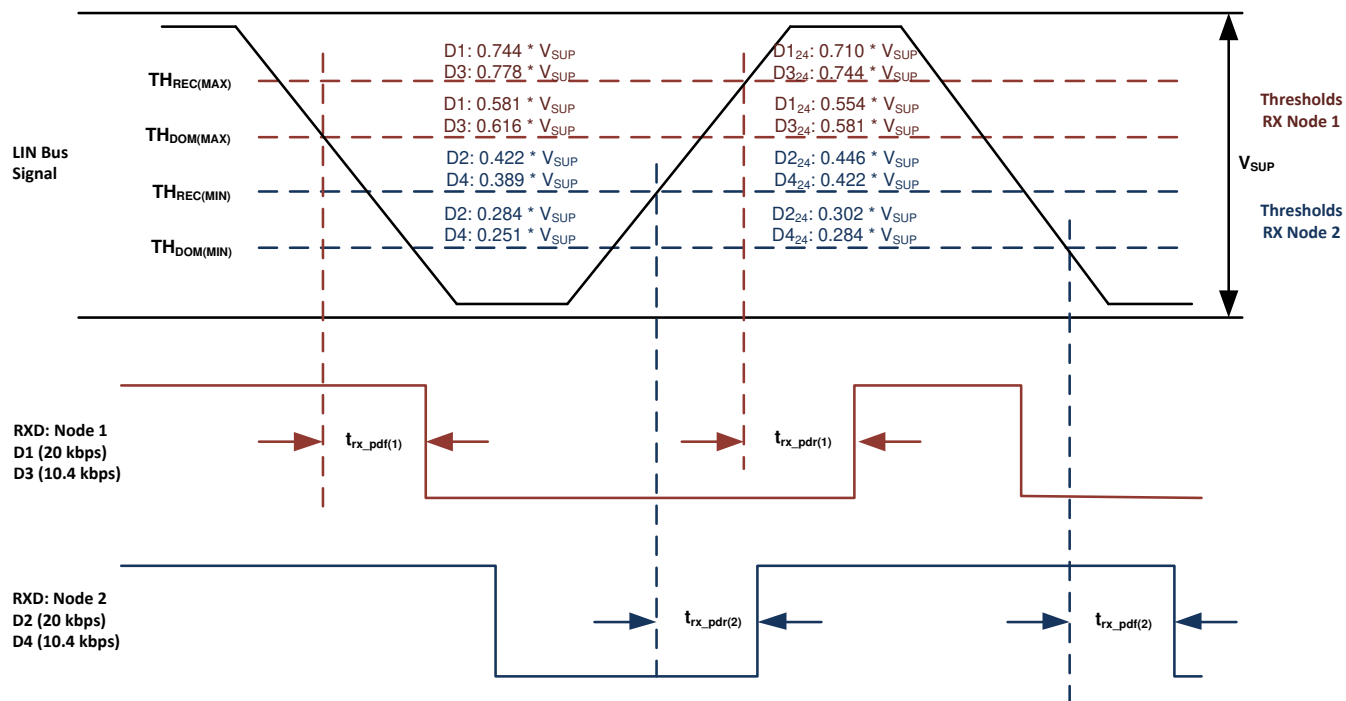 D1: 0.744 * VSUP
D124: 0.710 * VSUP
THREC(MAX)
D3: 0.778 * VSUP
D324: 0.744 * VSUP
D1: 0.581 * VSUP
D124: 0.554 * VSUP
Thresholds
RX Node 1
THDOM(MAX)
D3: 0.616 * VSUP
D324: 0.581 * VSUP
LIN Bus
Signal
D2: 0.422 * VSUP
D224: 0.446 * VSUP
VSUP
THREC(MIN)
D4: 0.389 * VSUP
D424: 0.422 * VSUP
D2: 0.284 * VSUP
D224: 0.302 * VSUP
Thresholds
RX Node 2
THDOM(MIN)
D4: 0.251 * VSUP
D424: 0.284 * VSUP
RXD: Node 1
D1 (20 kbps)
D3 (10.4 kbps)
trx_pdf(1)
trx_pdr(1)
RXD: Node 2
D2 (20 kbps)
D4 (10.4 kbps)
trx_pdr(2)
trx_pdf(2)